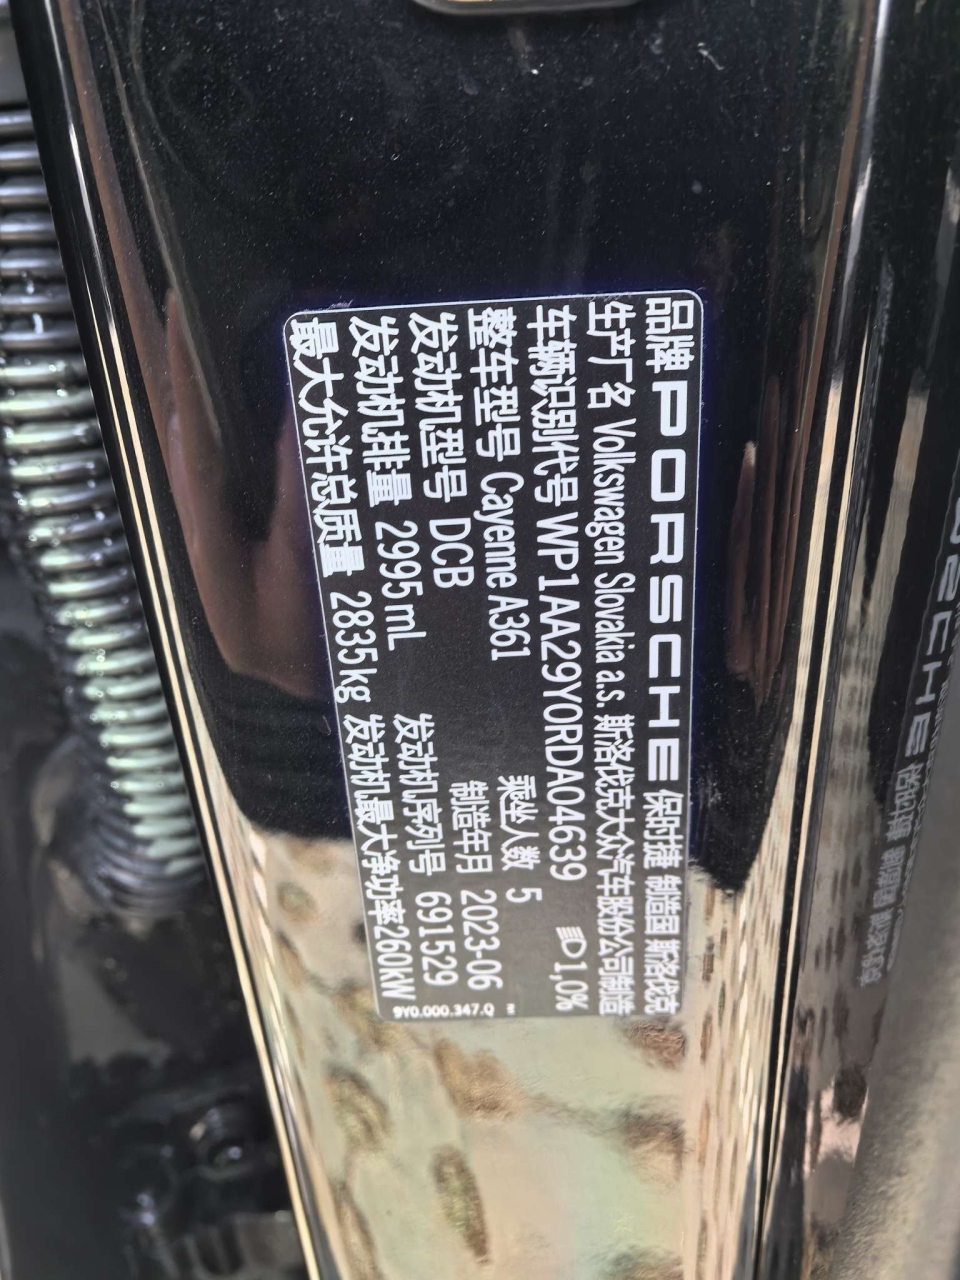 品牌 PORSCHE 保时捷 制造国 斯洛伐克
生产厂名 Volkswagen Slovakia a.s. 斯洛伐克大众汽车股份公司制造
车辆识别代号 WP1AA29Y0RDA04639 1,0%
整车型号 Cayenne A361 乘坐人数 5
发动机型号 DCB 制造年月 2023-06
发动机排量 2995mL 发动机序列号 691529
最大允许总质量 2835kg 发动机最大净功率260kW
9Y0.000.347.Q